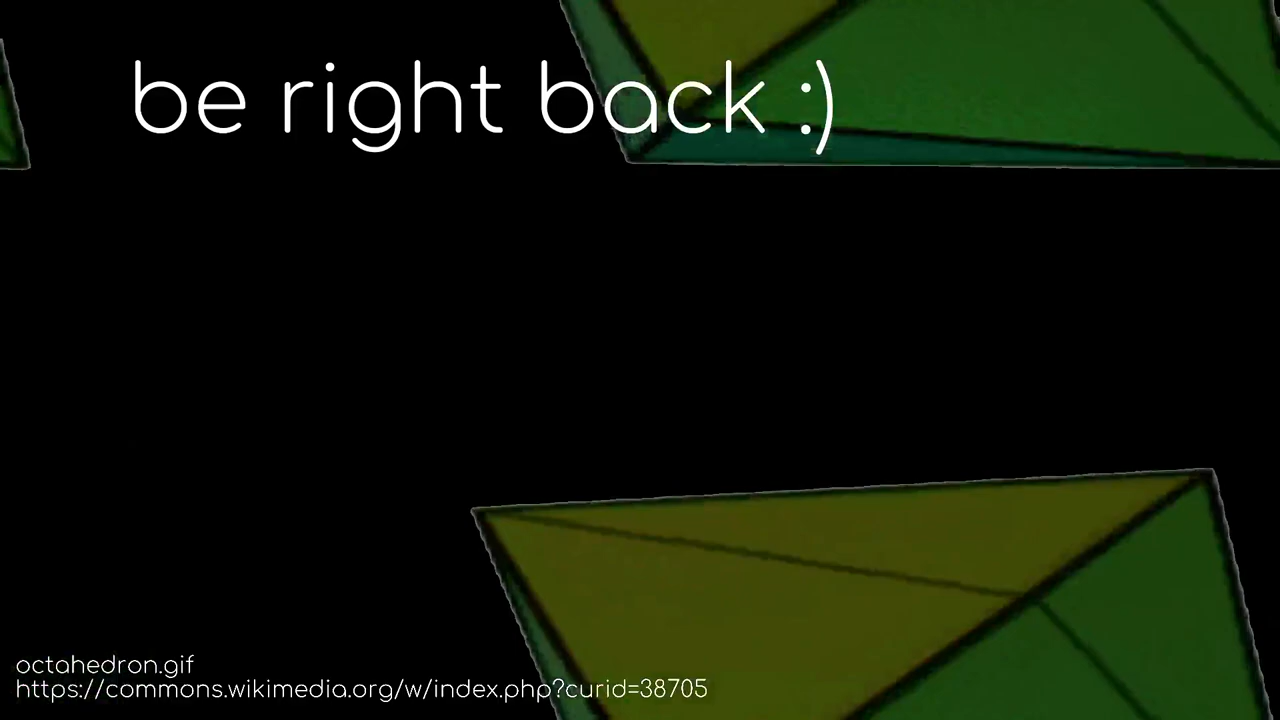 be right back :)
octahedron.gif
https://commons.wikimedia.org/w/index.php?curid=38705